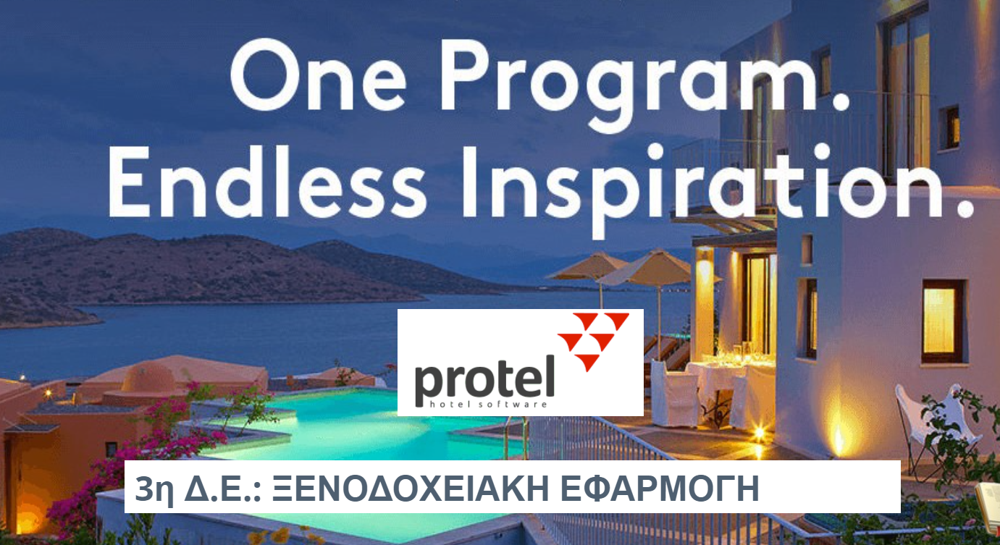 One Program.
Endless Inspiration.
protel
hotel software
3η Δ.Ε.: ΞΕΝΟΔΟΧΕΙΑΚΗ ΕΦΑΡΜΟΓΗ